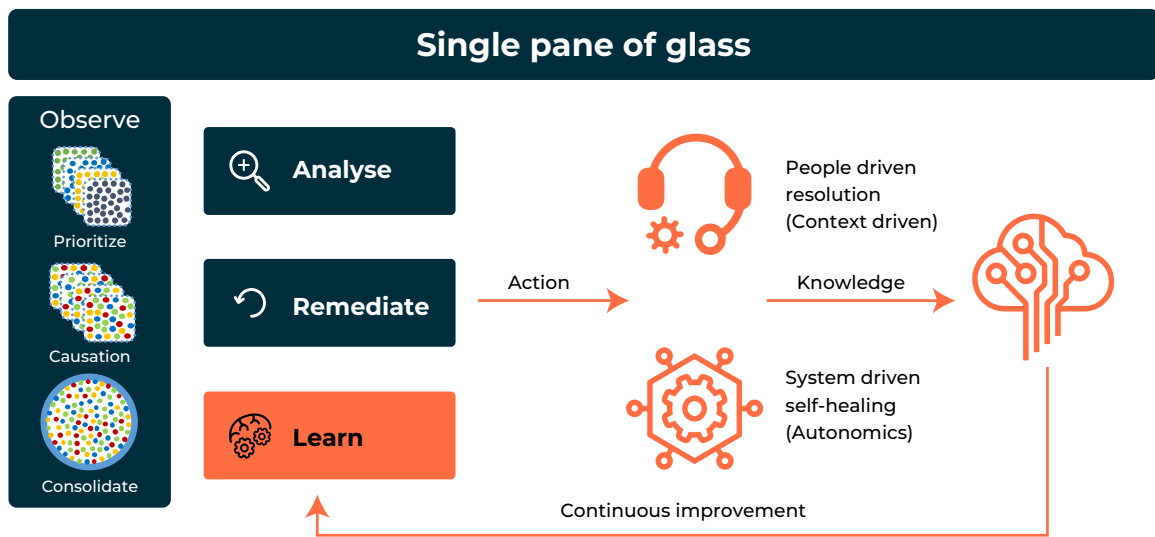 Single pane of glass
Observe
Prioritize
Causation
Consolidate
Analyse
Remediate
Learn
Action
People driven
resolution
(Context driven)
Knowledge
System driven
self-healing
(Autonomics)
Continuous improvement